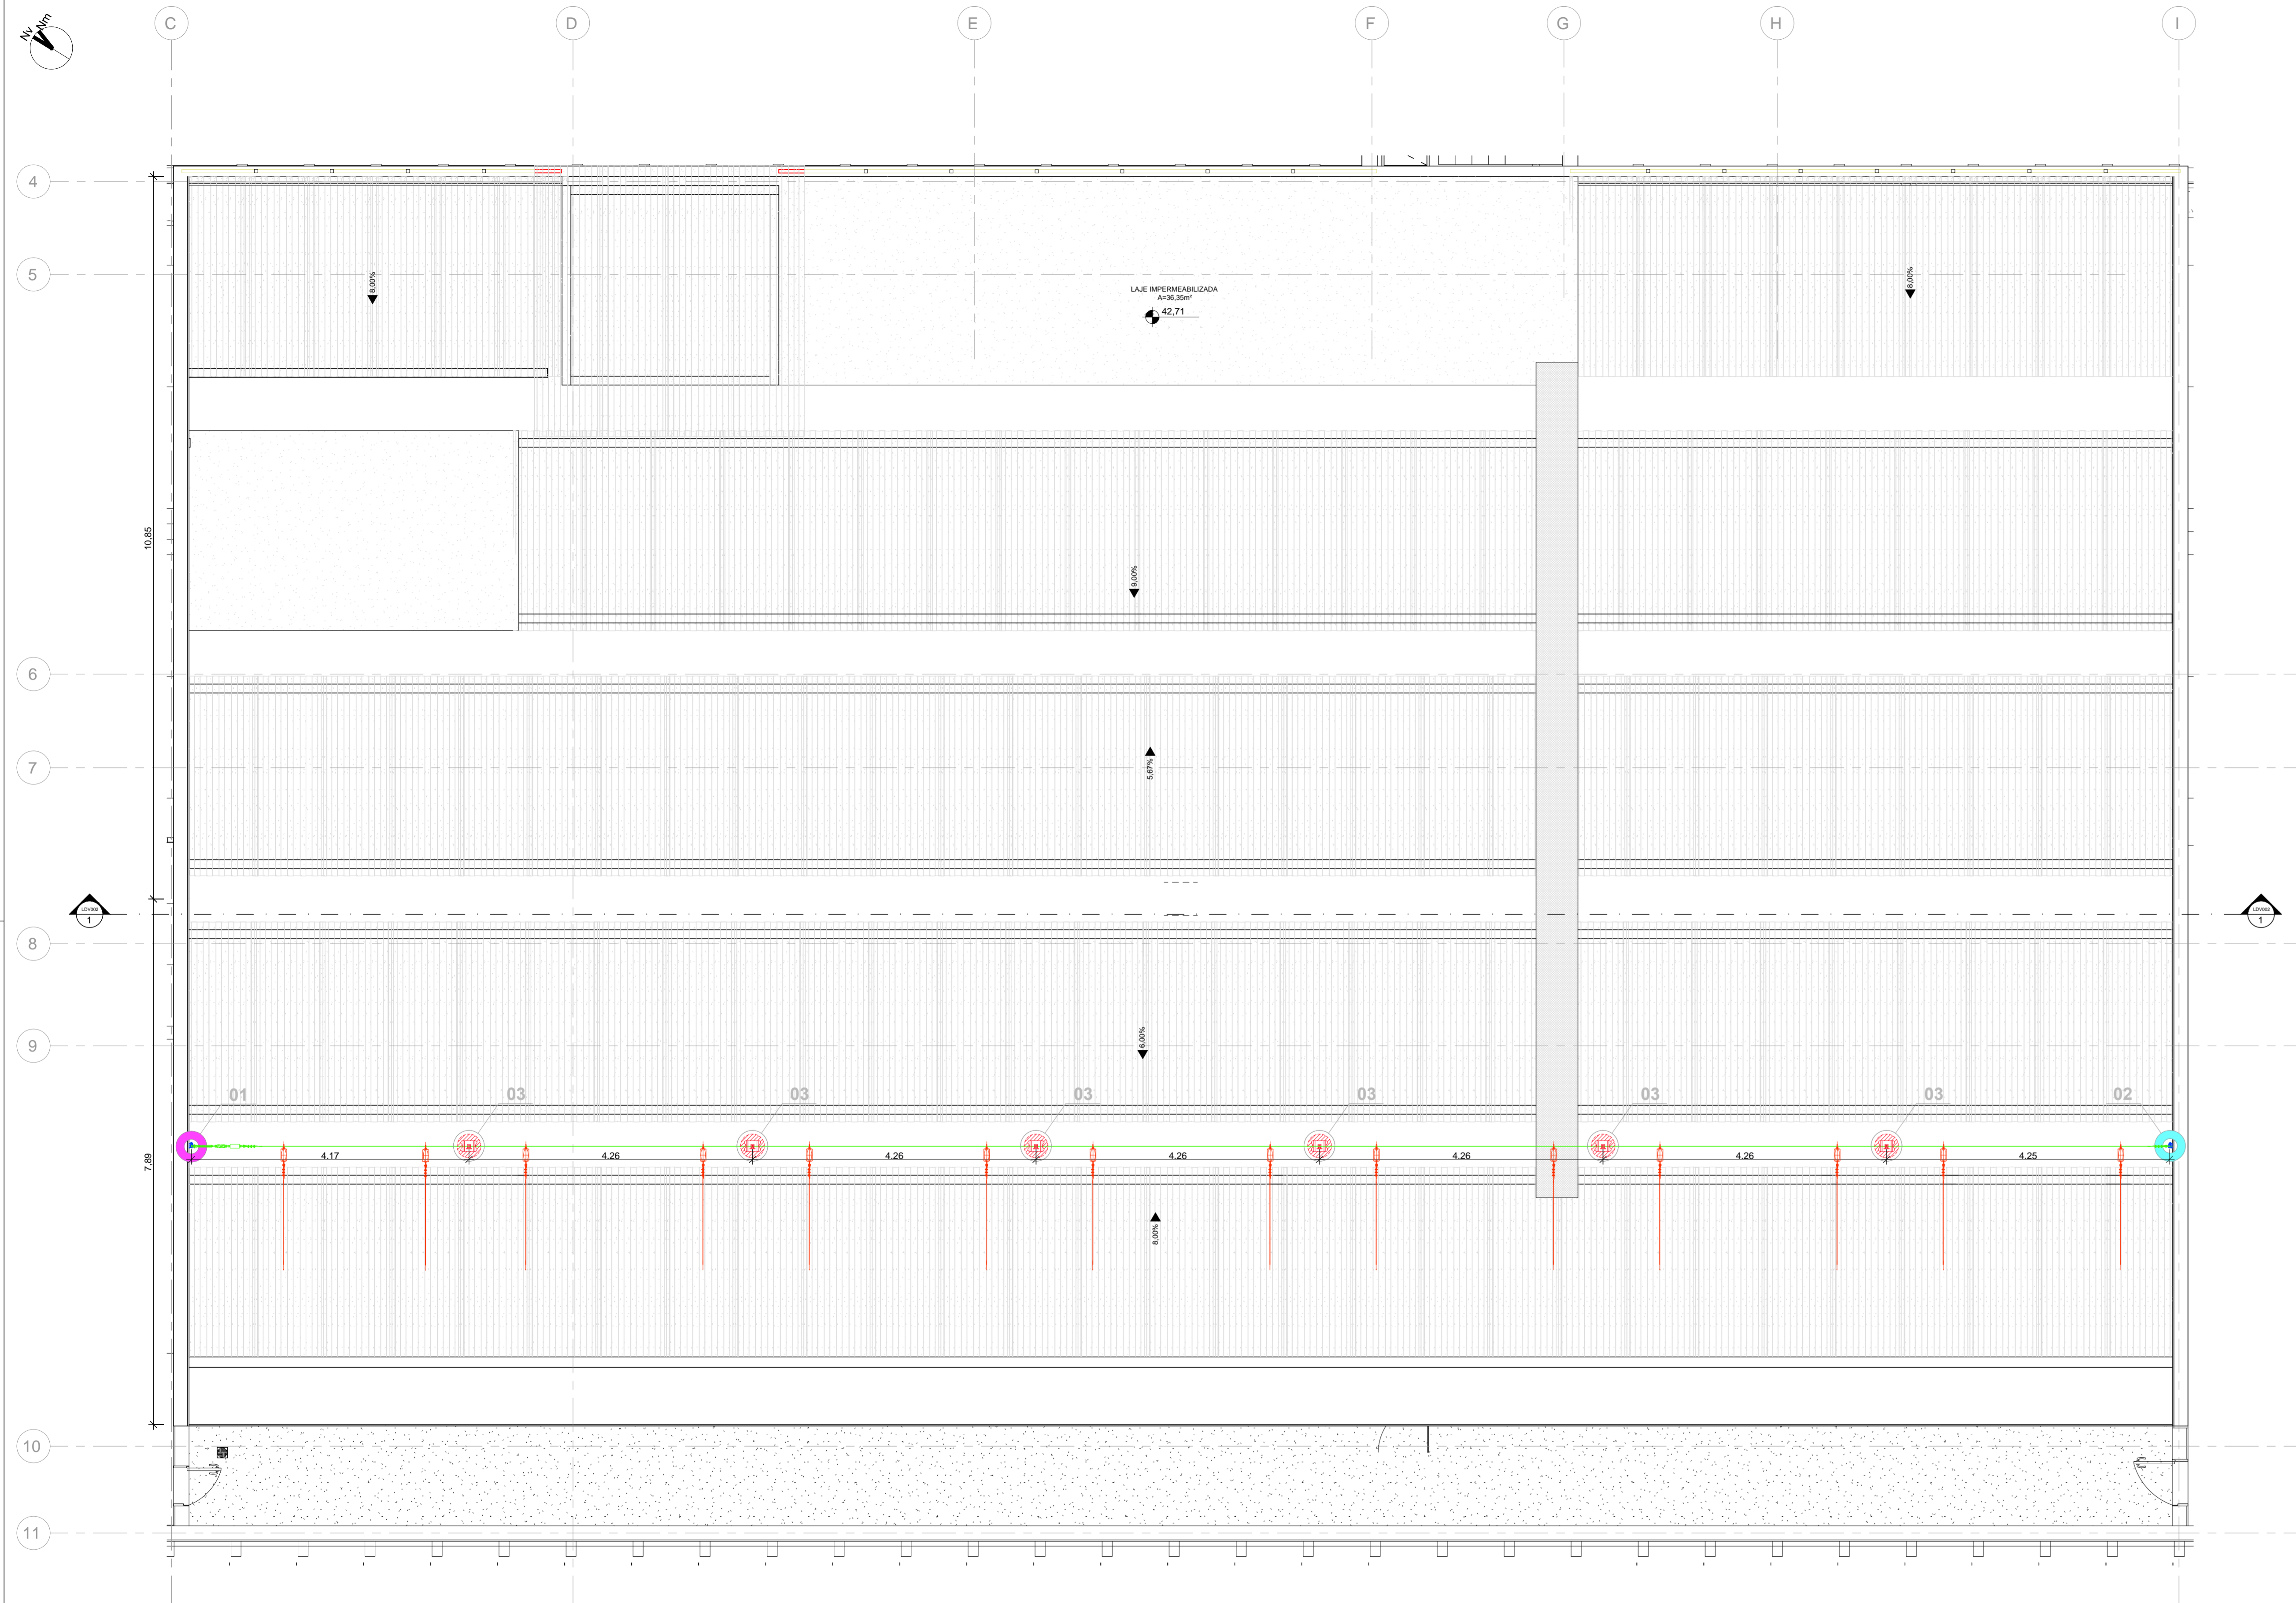 Nv Nm
C D E F G H I
4
5
8,00%
LAJE IMPERMEABILIZADA
A=36,35m²
42,71
8,00%
10,85
9,00%
6
7
5,67%
LDV002
1
LDV002
1
8
9
6,00%
01 03 03 03 03 03 03 02
4.17 4.26 4.26 4.26 4.26 4.26 4.25
7,89
8,00%
10
11